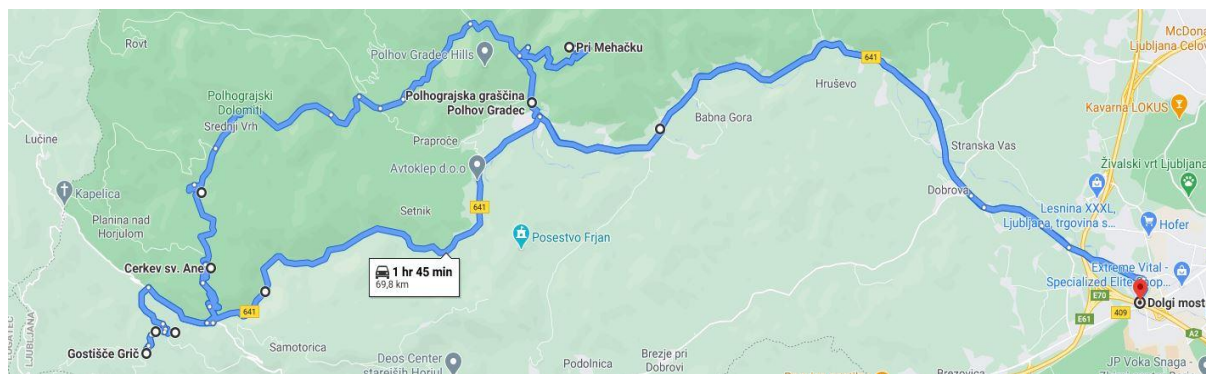 Rovt
Polhov Gradec Hills
Pri Mehačku
641
McDona
Ljubljana Celov
Hruševo
Polhograjska graščina
Polhov Gradec
Kavarna LOKUS
Polhograjski
Dolomiti
Srednji Vrh
Babna Gora
Lučine
Praproče
Stranska Vas
Avtoklep d.o.o
Živalski vrt Ljubljana
Kapelica
Dobrova
Planina nad
Horjulom
Setnik
641
Lesnina XXXL,
Ljubljana, trgovina s...
Hofer
Posestvo Frjan
Cerkev sv. Ane
1 hr 45 min
69,8 km
Extreme Vital -
Specialized Elite
op...
E70
Dolgi most
641
409
E61
A2
LJUBLJANA
Gostišče Grič
Samotorica
Deos Center
starejših Horjul
Podolnica
Brezje pri
Dobrovi
Brezovica
JP Voka Snaga -